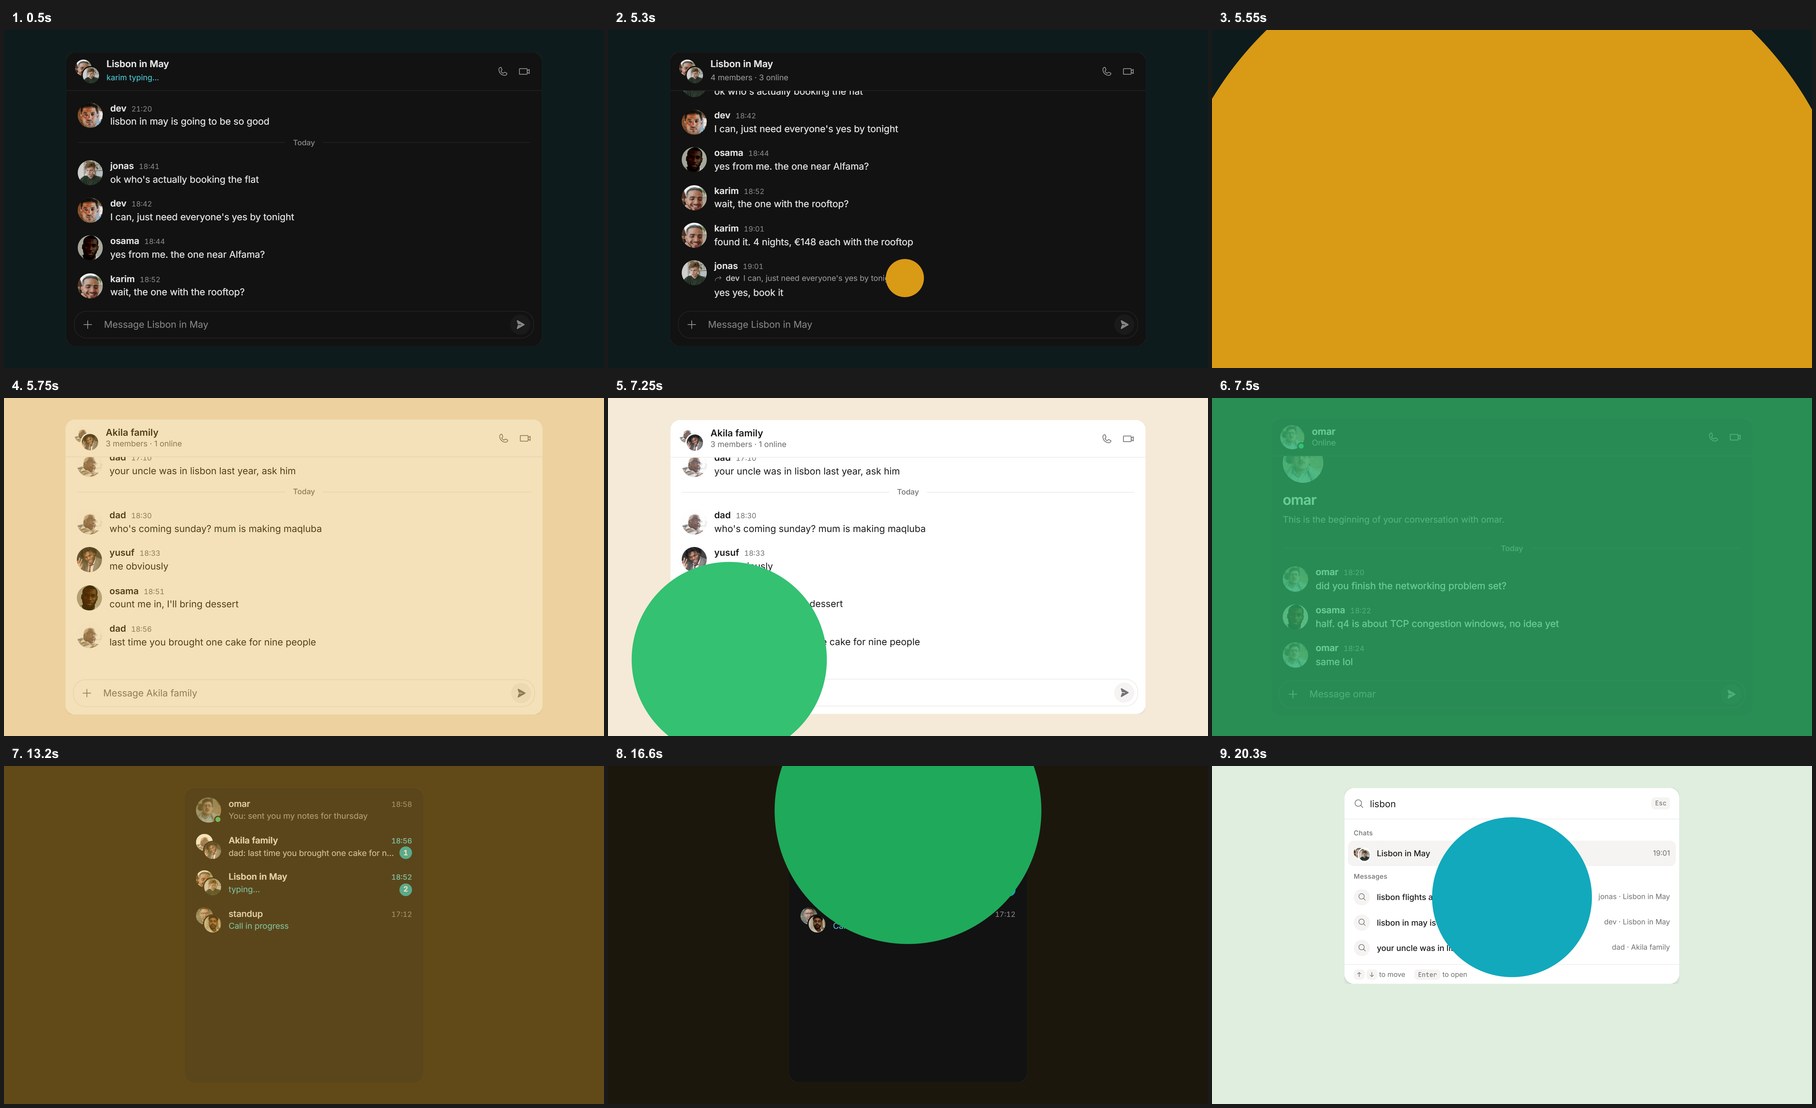 1. 0.5s
Lisbon in May
karim typing...
dev 21:20
lisbon in may is going to be so good
Today
jonas 18:41
ok who's actually booking the flat
dev 18:42
I can, just need everyone's yes by tonight
osama 18:44
yes from me. the one near Alfama?
karim 18:52
wait, the one with the rooftop?
Message Lisbon in May
2. 5.3s
Lisbon in May
4 members · 3 online
ok who's actually booking the flat
dev 18:42
I can, just need everyone's yes by tonight
osama 18:44
yes from me. the one near Alfama?
karim 18:52
wait, the one with the rooftop?
karim 19:01
found it. 4 nights, €148 each with the rooftop
jonas 19:01
dev I can, just need everyone's yes by toni
yes yes, book it
Message Lisbon in May
3. 5.55s
4. 5.75s
Akila family
3 members · 1 online
dad 17:10
your uncle was in lisbon last year, ask him
Today
dad 18:30
who's coming sunday? mum is making maqluba
yusuf 18:33
me obviously
osama 18:51
count me in, I'll bring dessert
dad 18:56
last time you brought one cake for nine people
Message Akila family
5. 7.25s
Akila family
3 members · 1 online
dad 17:10
your uncle was in lisbon last year, ask him
Today
dad 18:30
who's coming sunday? mum is making maqluba
yusuf 18:33
usly
dessert
cake for nine people
6. 7.5s
omar
Online
omar
This is the beginning of your conversation with omar.
Today
omar 18:20
did you finish the networking problem set?
osama 18:22
half. q4 is about TCP congestion windows, no idea yet
omar 18:24
same lol
Message omar
7. 13.2s
omar 18:58
You: sent you my notes for thursday
Akila family 18:56
dad: last time you brought one cake for n... 1
Lisbon in May 18:52
typing... 2
standup 17:12
Call in progress
8. 16.6s
17:12
Ca
9. 20.3s
lisbon Esc
Chats
Lisbon in May 19:01
Messages
lisbon flights a jonas · Lisbon in May
lisbon in may is dev · Lisbon in May
your uncle was in li dad · Akila family
↑ ↓ to move Enter to open